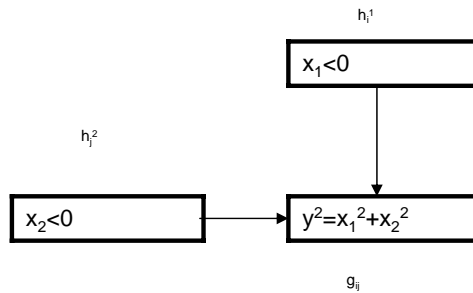 hᵢ¹
x₁<0
hⱼ²
x₂<0
y²=x₁²+x₂²
gᵢⱼ